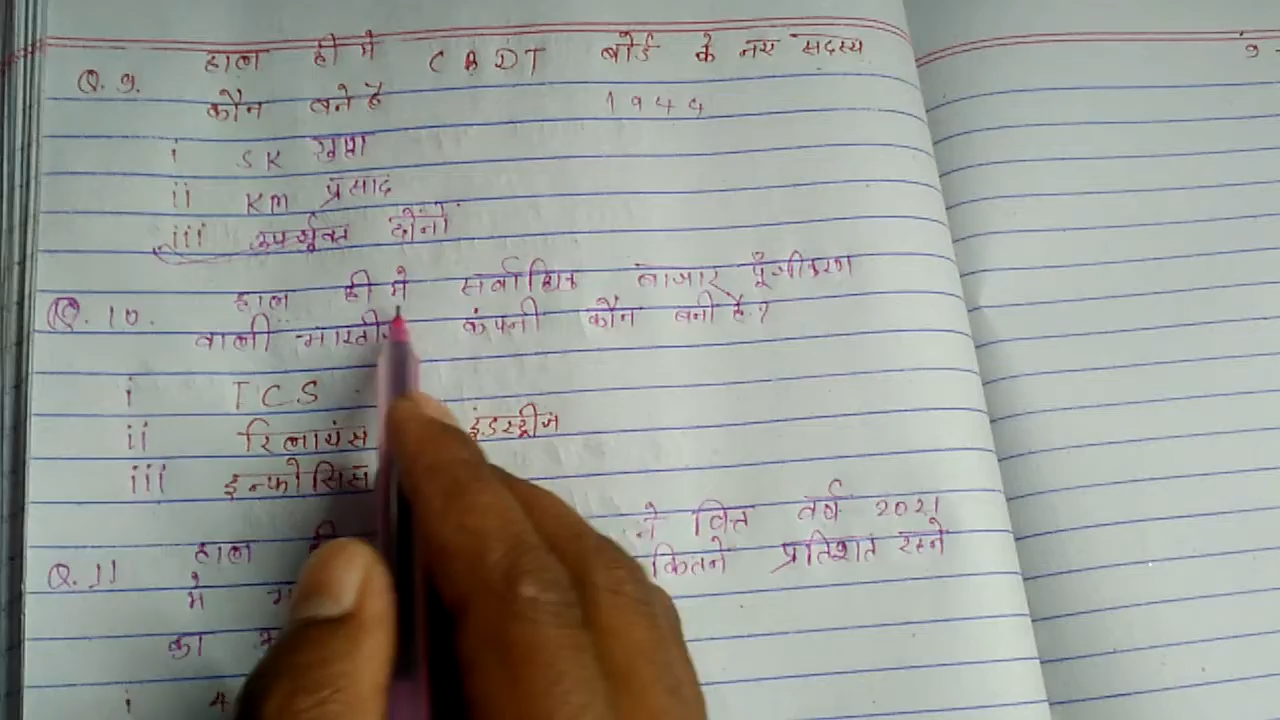 Q. 9. हाल ही मे CBDT बोर्ड के नए सदस्य
कौन बने है 1944
i SK गुप्ता
ii KM प्रसाद
iii उपर्युक्त दोनों
Q. 10. हाल ही मे सर्वाधिक बाजार पूँजीकरण
वाली भारतीय कंपनी कौन बनी है ?
i TCS
ii रिलायंस इंडस्ट्रीज
iii इन्फोसिस
Q. 11 हाल ही ने वित्त वर्ष 2021
मे कितने प्रतिशत रहने
का
i 4